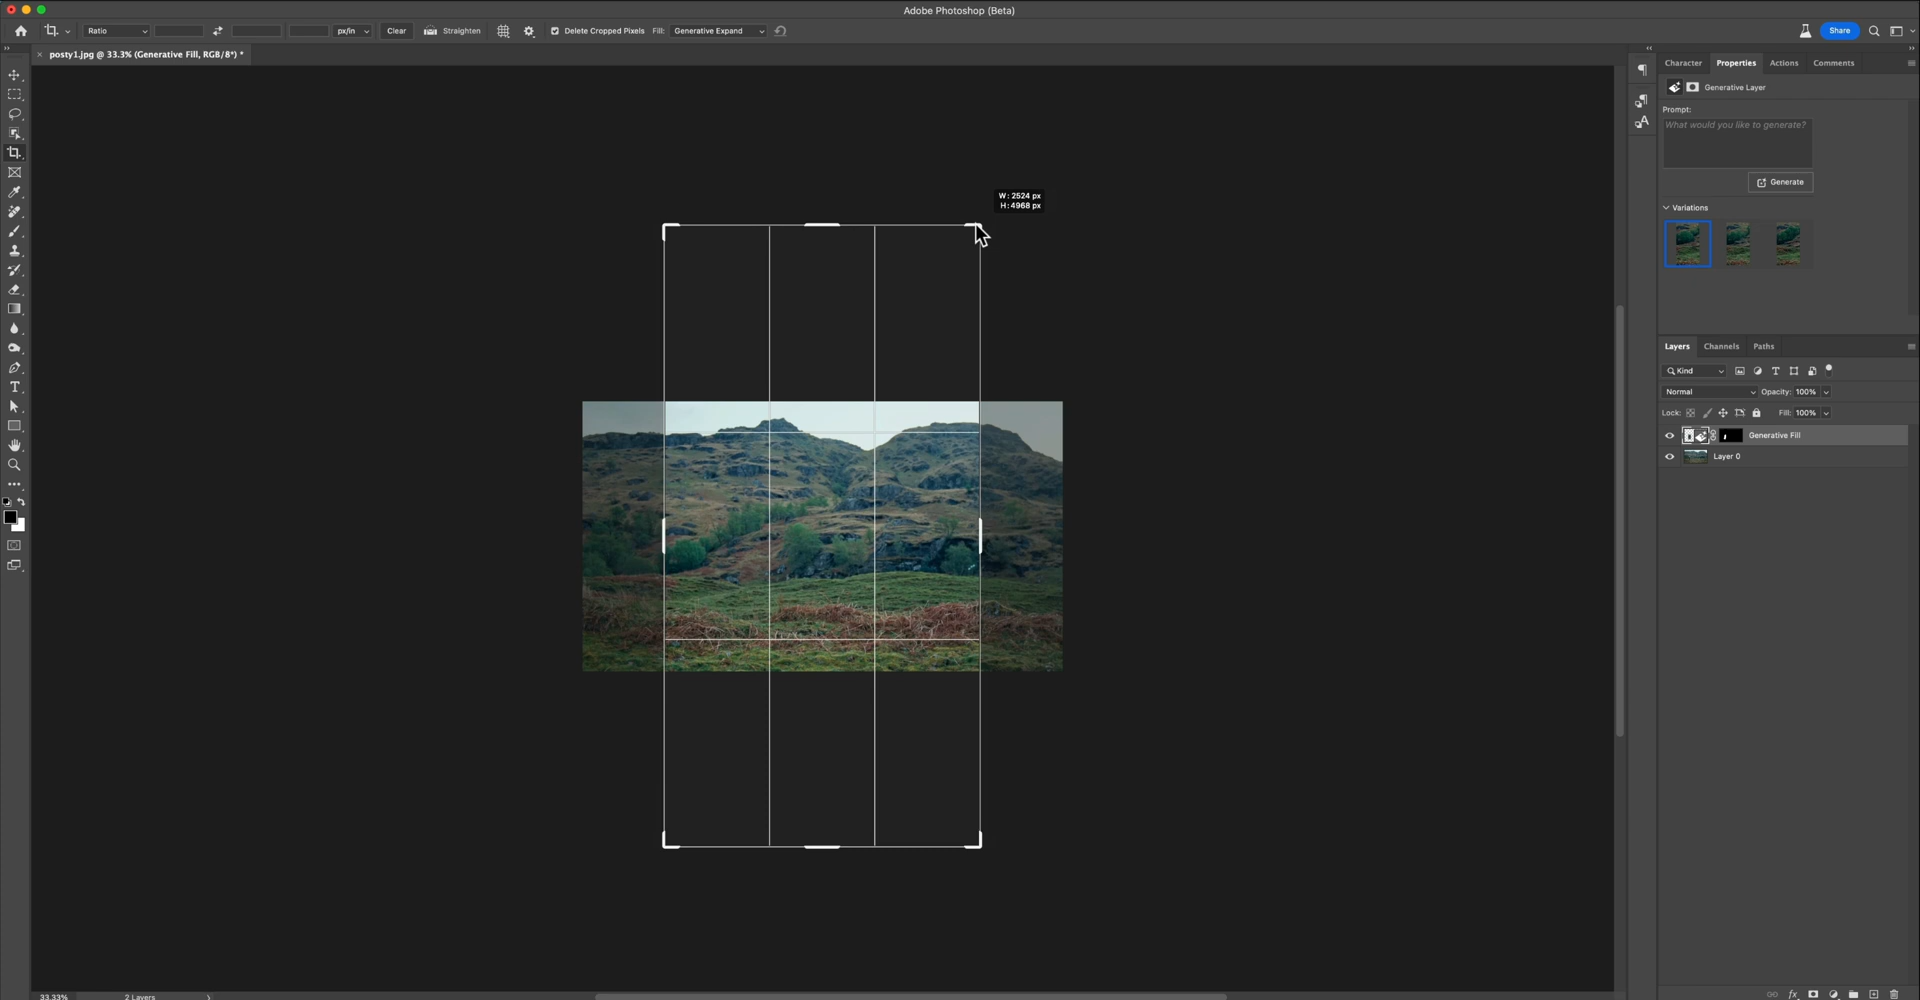 Adobe Photoshop (Beta)
Ratio px/in Clear Straighten Delete Cropped Pixels Fill: Generative Expand Share
posty1.jpg @ 33.3% (Generative Fill, RGB/8*) *
Character Properties Actions Comments
Generative Layer
Prompt:
What would you like to generate?
Generate
Variations
W: 2524 px
H: 4968 px
Layers Channels Paths
Kind
Normal Opacity: 100%
Lock: Fill: 100%
Generative Fill
Layer 0
33.33% 2 Layers